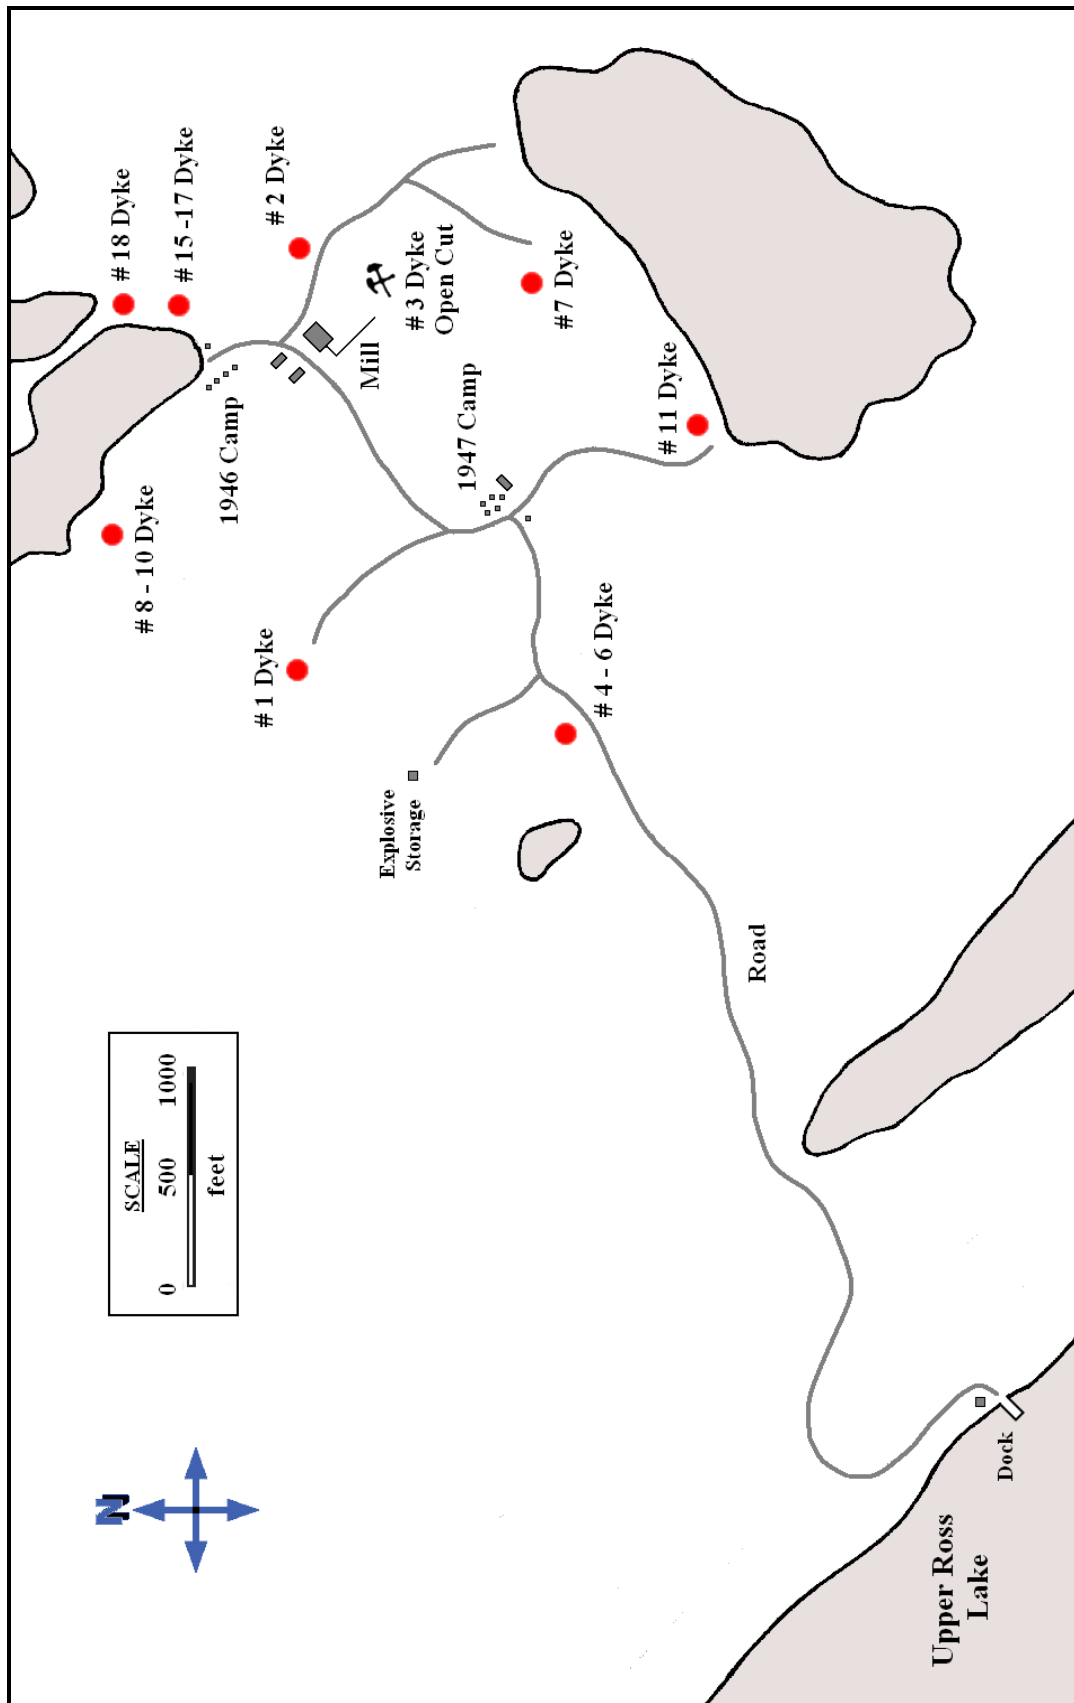 #18 Dyke
#15 -17 Dyke
#2 Dyke
#3 Dyke
Open Cut
#7 Dyke
Mill
1946 Camp
1947 Camp
#11 Dyke
#8 - 10 Dyke
#1 Dyke
#4 - 6 Dyke
Explosive
Storage
Road
SCALE
0 500 1000
feet
N
Dock
Upper Ross
Lake